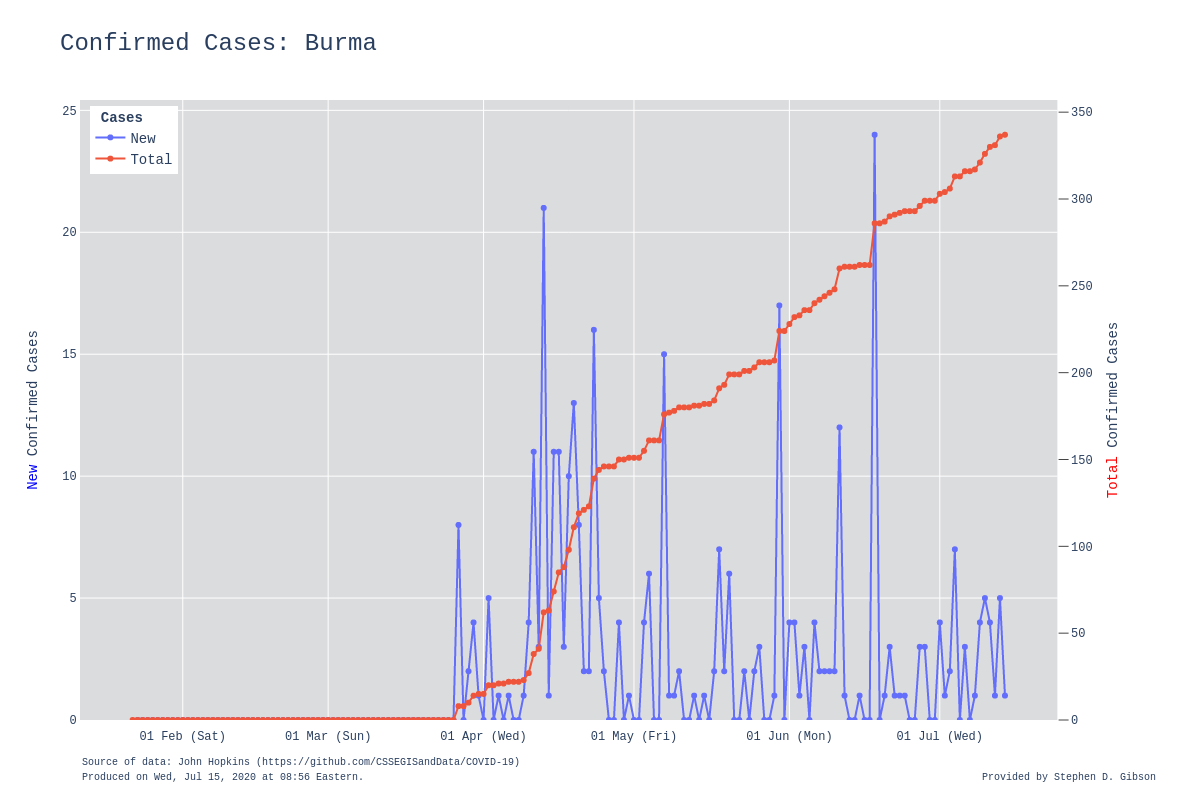 Confirmed Cases: Burma
Cases
New
Total
25
20
15
10
5
0
350
300
250
200
150
100
50
0
New Confirmed Cases
Total Confirmed Cases
01 Feb (Sat)
01 Mar (Sun)
01 Apr (Wed)
01 May (Fri)
01 Jun (Mon)
01 Jul (Wed)
Source of data: John Hopkins (https://github.com/CSSEGISandData/COVID-19)
Produced on Wed, Jul 15, 2020 at 08:56 Eastern.
Provided by Stephen D. Gibson